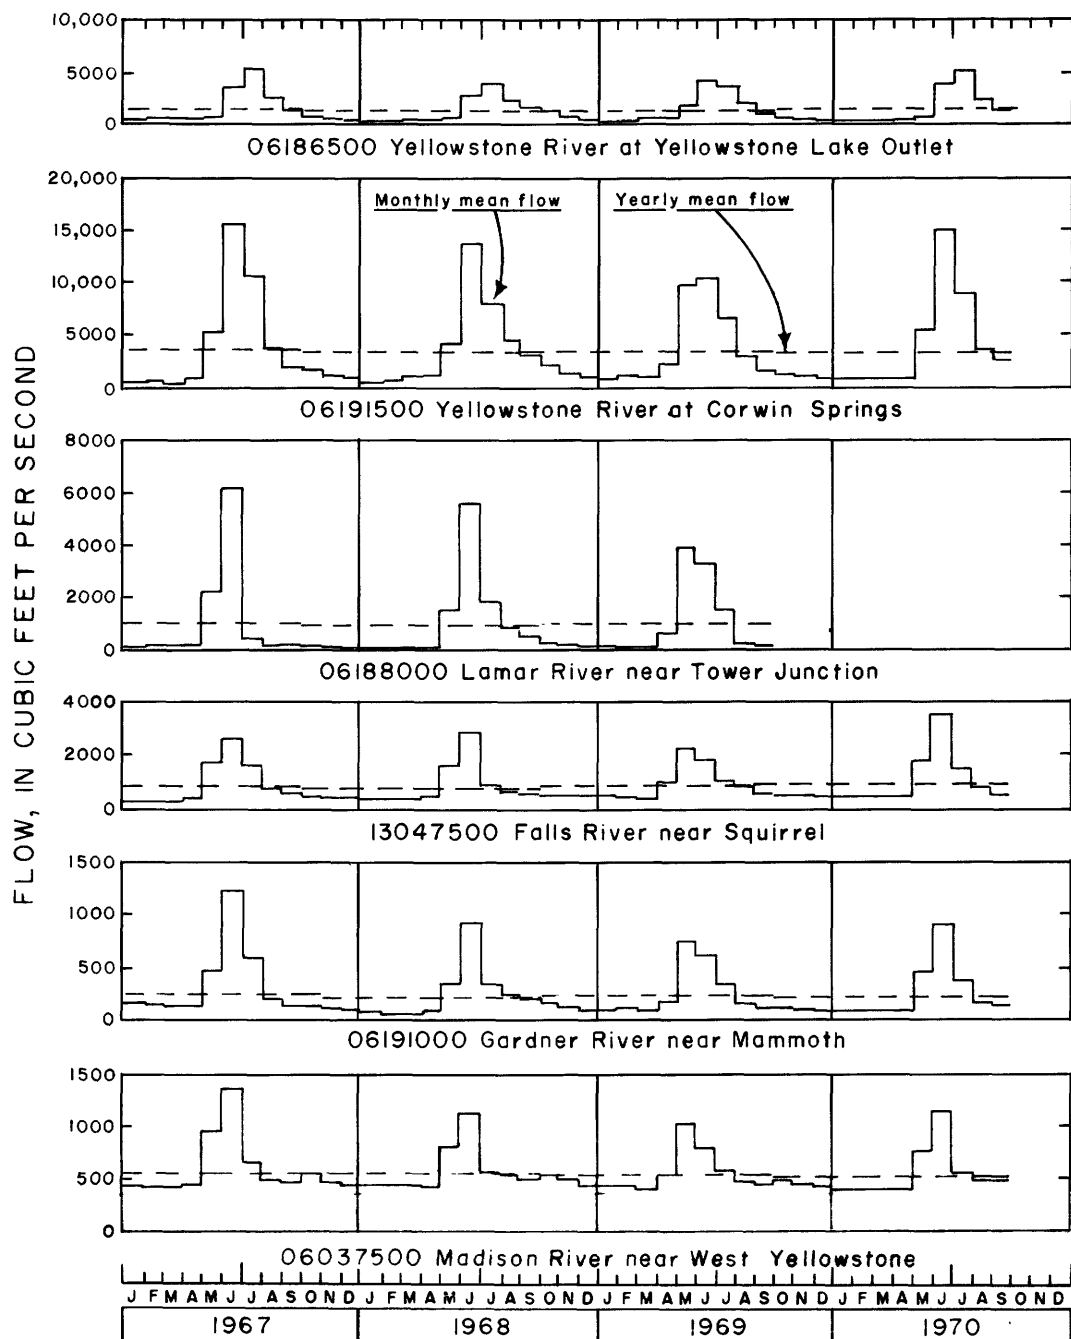 FLOW, IN CUBIC FEET PER SECOND
10,000
5000
0
06186500 Yellowstone River at Yellowstone Lake Outlet
20,000
15,000
10,000
5000
0
Monthly mean flow
Yearly mean flow
06191500 Yellowstone River at Corwin Springs
8000
6000
4000
2000
0
06188000 Lamar River near Tower Junction
4000
2000
0
13047500 Falls River near Squirrel
1500
1000
500
0
06191000 Gardner River near Mammoth
1500
1000
500
0
06037500 Madison River near West Yellowstone
J F M A M J J A S O N D J F M A M J J A S O N D J F M A M J J A S O N D J F M A M J J A S O N D
1967 1968 1969 1970